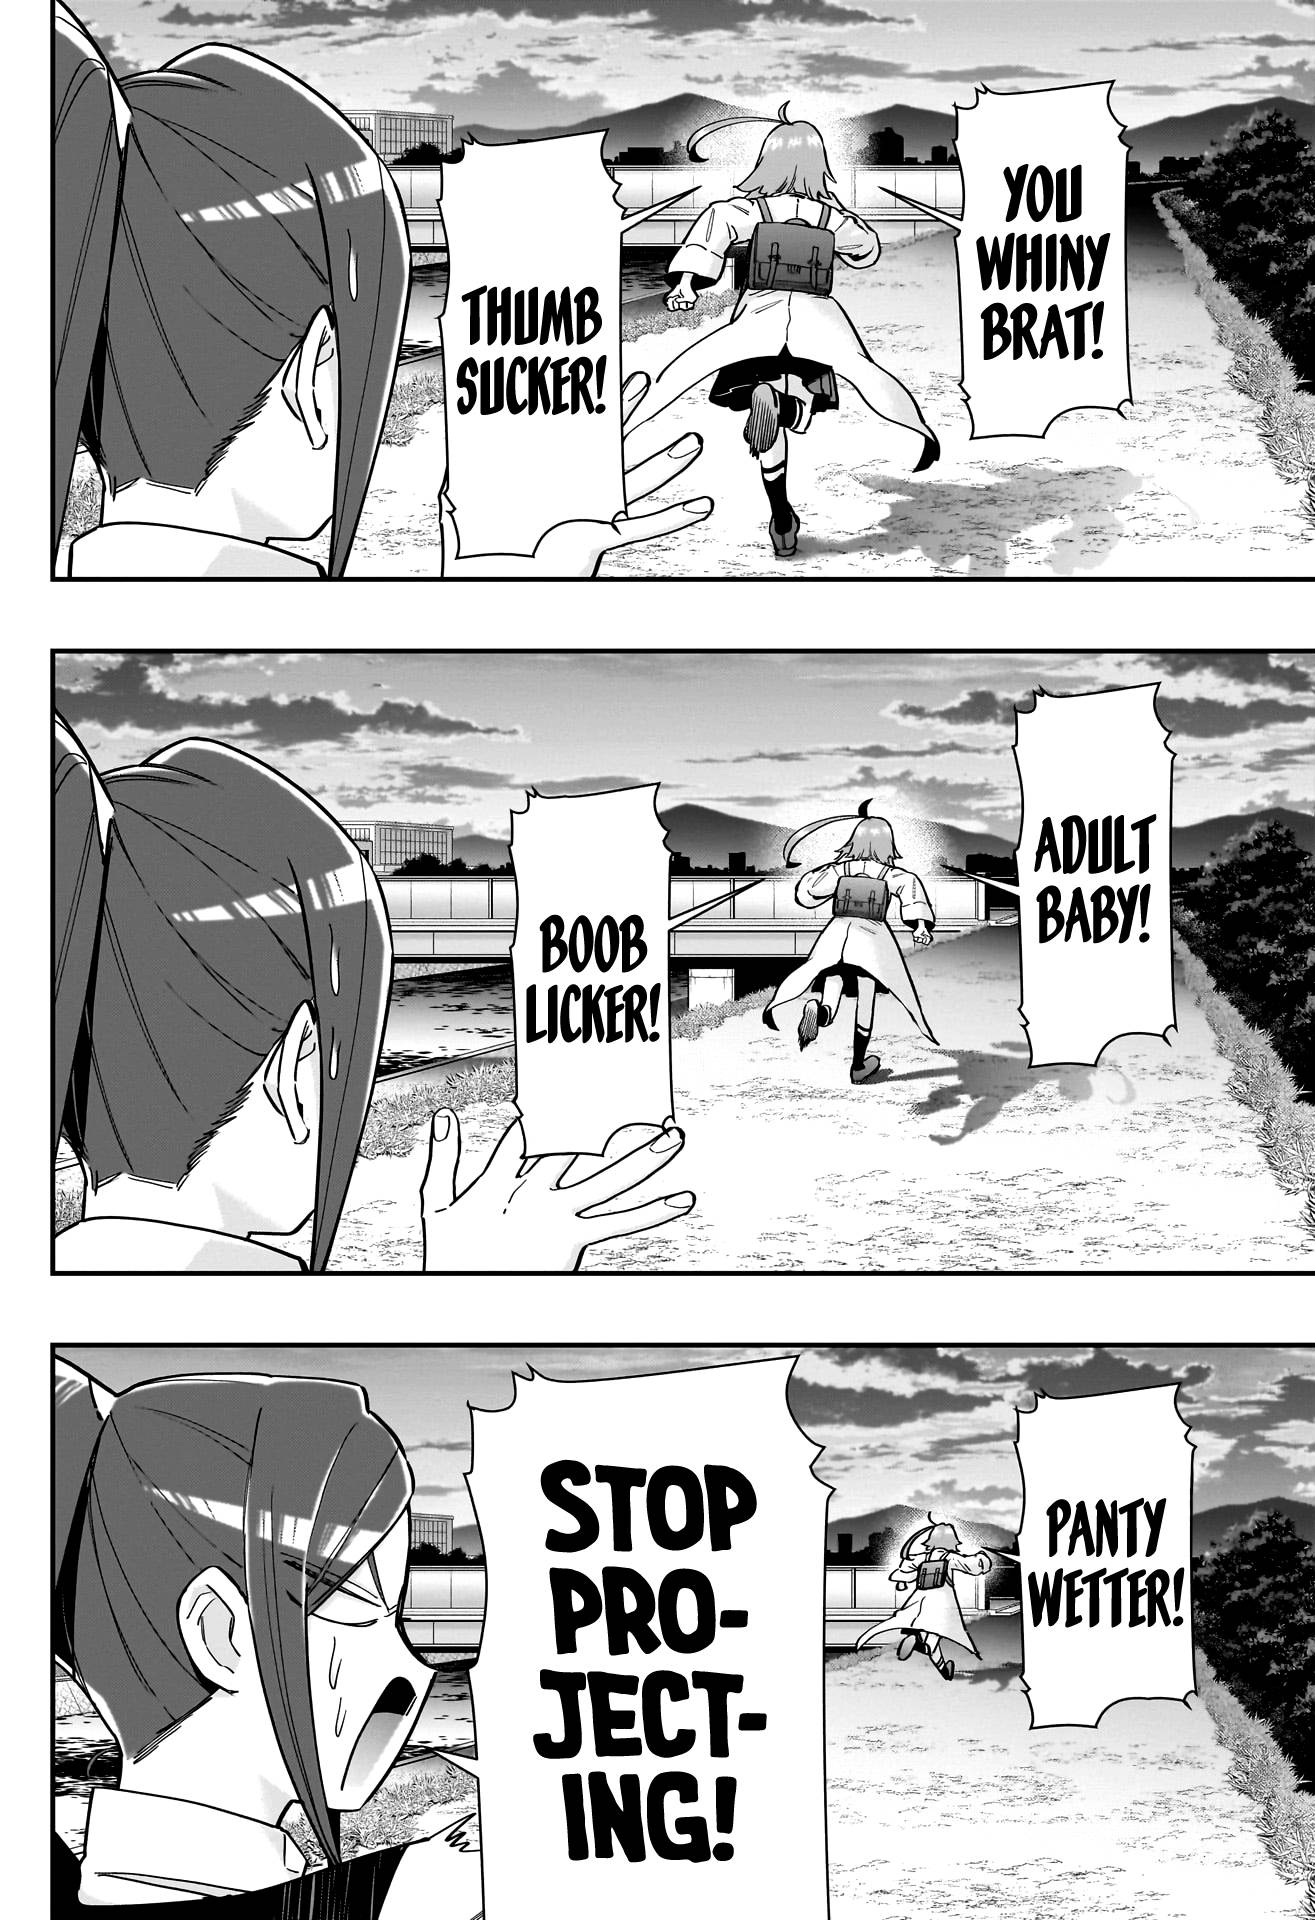 YOU
WHINY
BRAT!
THUMB
SUCKER!
ADULT
BABY!
BOOB
LICKER!
PANTY
WETTER!
STOP
PRO-
JECT-
ING!